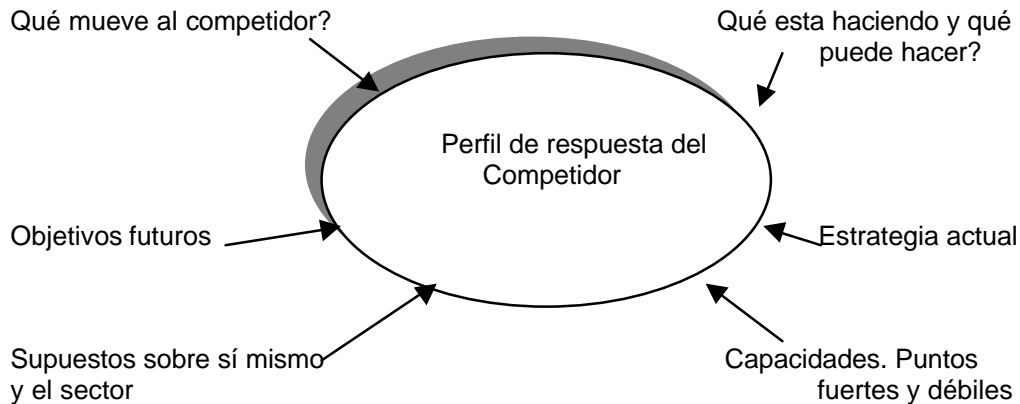 Qué mueve al competidor?
Qué esta haciendo y qué
puede hacer?
Perfil de respuesta del
Competidor
Objetivos futuros
Estrategia actual
Supuestos sobre sí mismo
y el sector
Capacidades. Puntos
fuertes y débiles